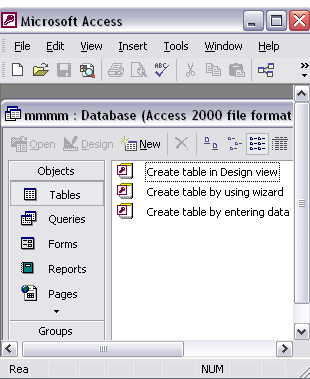 Microsoft Access
File Edit View Insert Tools Window Help
mmmm : Database (Access 2000 file format
Open Design New
Objects
Tables
Queries
Forms
Reports
Pages
Groups
Create table in Design view
Create table by using wizard
Create table by entering data
Rea NUM